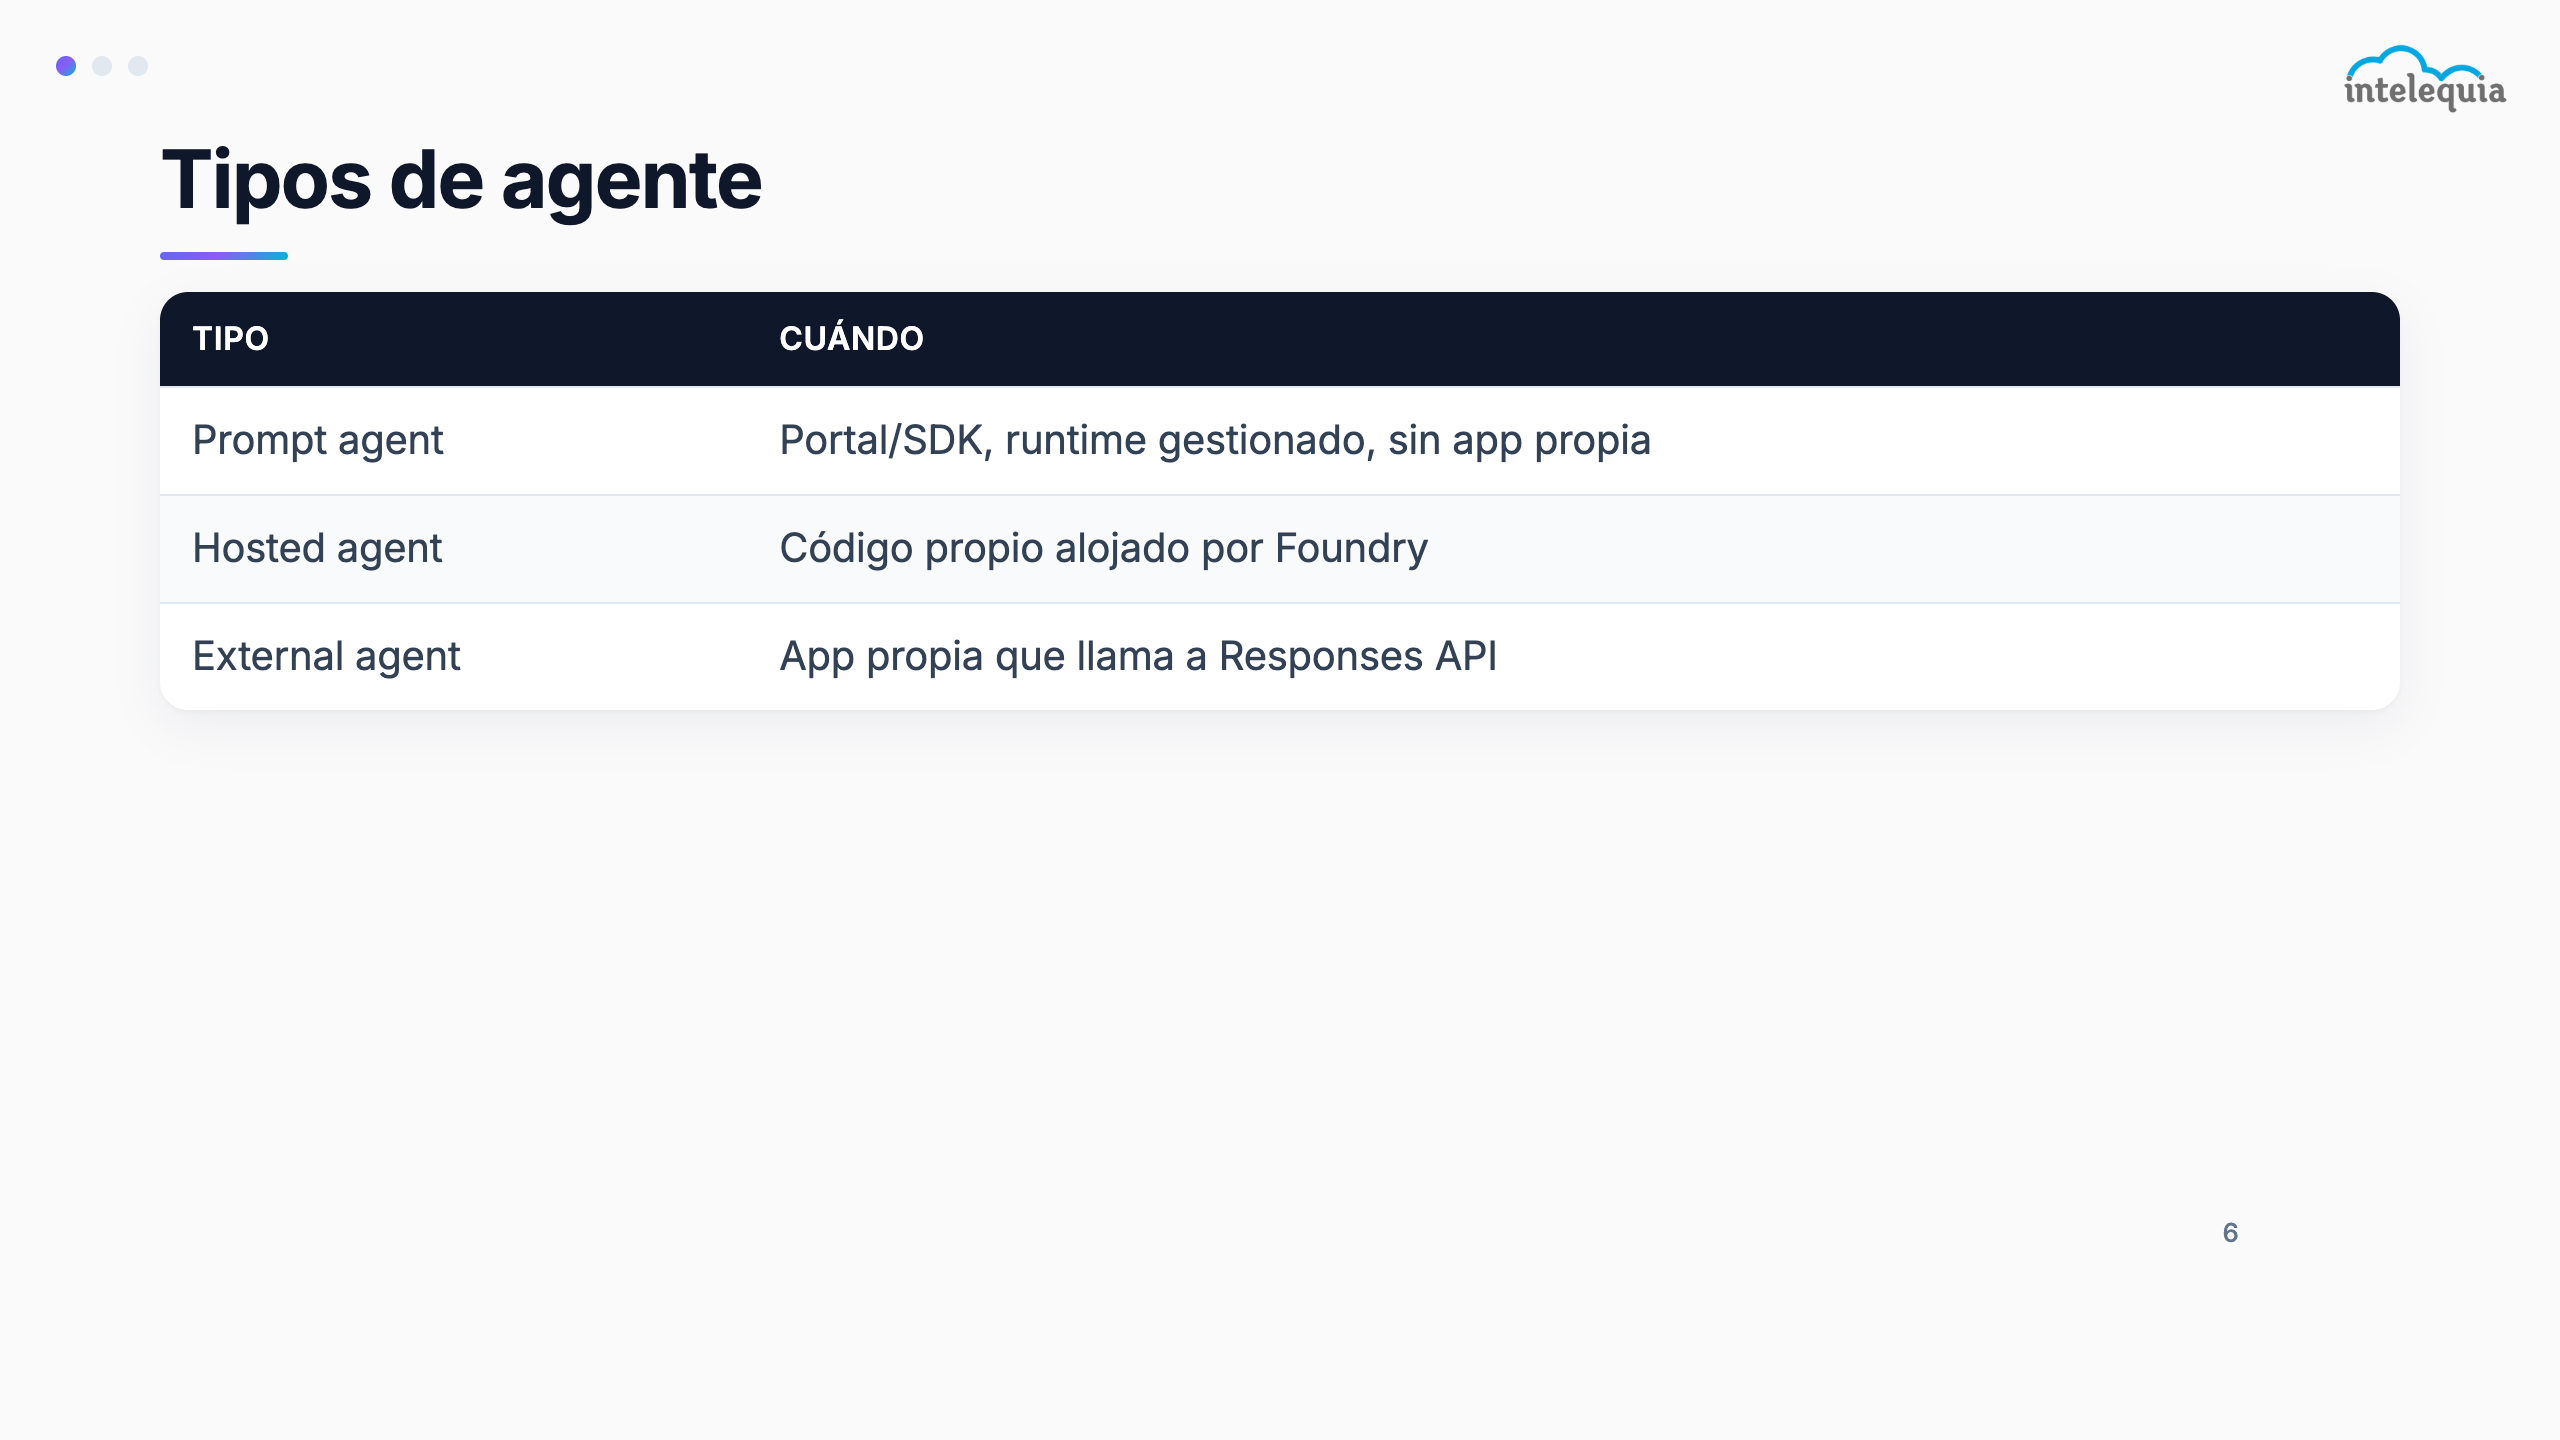 intelequia
Tipos de agente
TIPO CUÁNDO
Prompt agent Portal/SDK, runtime gestionado, sin app propia
Hosted agent Código propio alojado por Foundry
External agent App propia que llama a Responses API
6